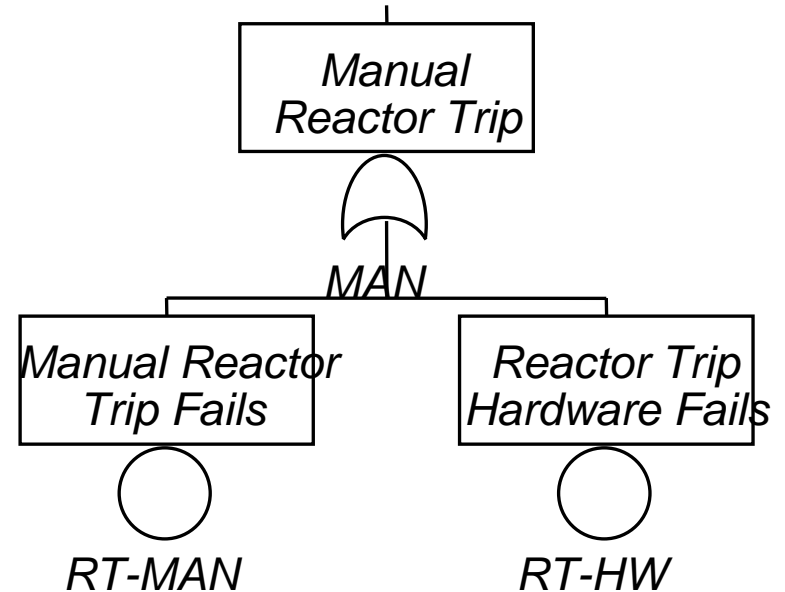 Manual
Reactor Trip
MAN
Manual Reactor
Trip Fails
Reactor Trip
Hardware Fails
RT-MAN
RT-HW